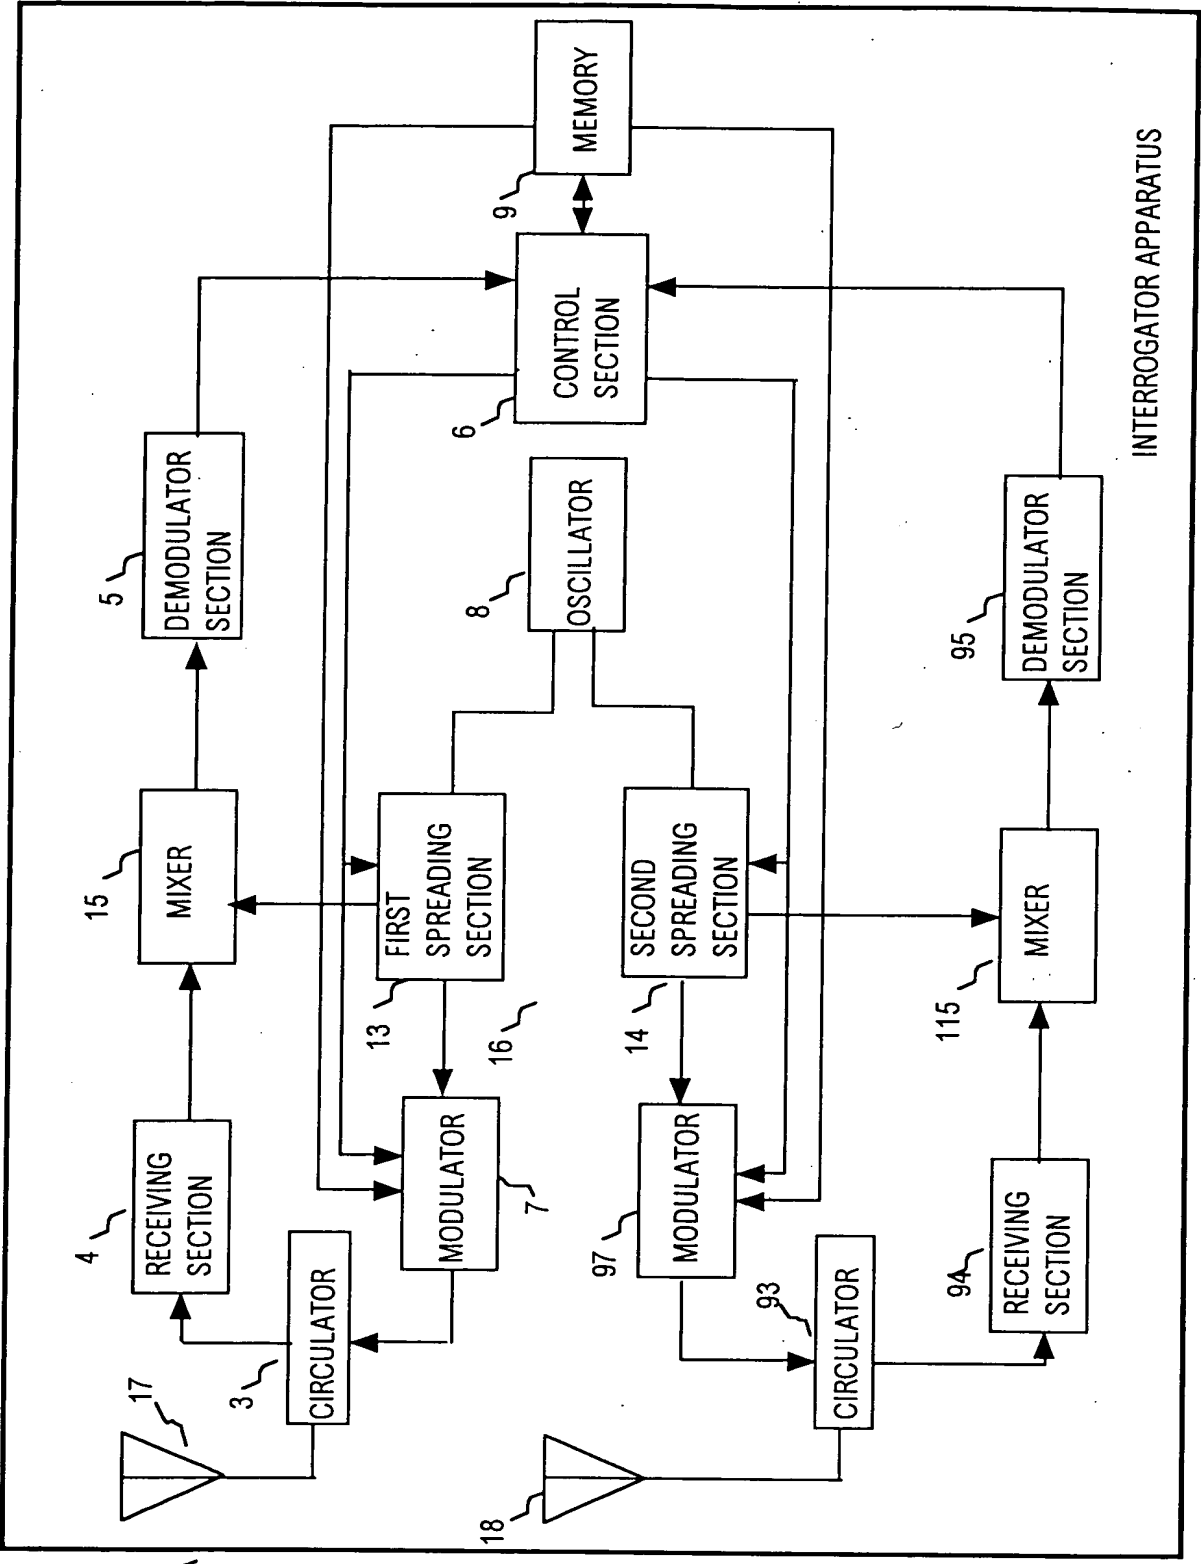 17
3
CIRCULATOR
4
RECEIVING
SECTION
15
MIXER
5
DEMODULATOR
SECTION
7
MODULATOR
13
FIRST
SPREADING
SECTION
16
8
OSCILLATOR
6
CONTROL
SECTION
9
MEMORY
14
SECOND
SPREADING
SECTION
97
MODULATOR
18
93
CIRCULATOR
94
RECEIVING
SECTION
115
MIXER
95
DEMODULATOR
SECTION
INTERROGATOR APPARATUS